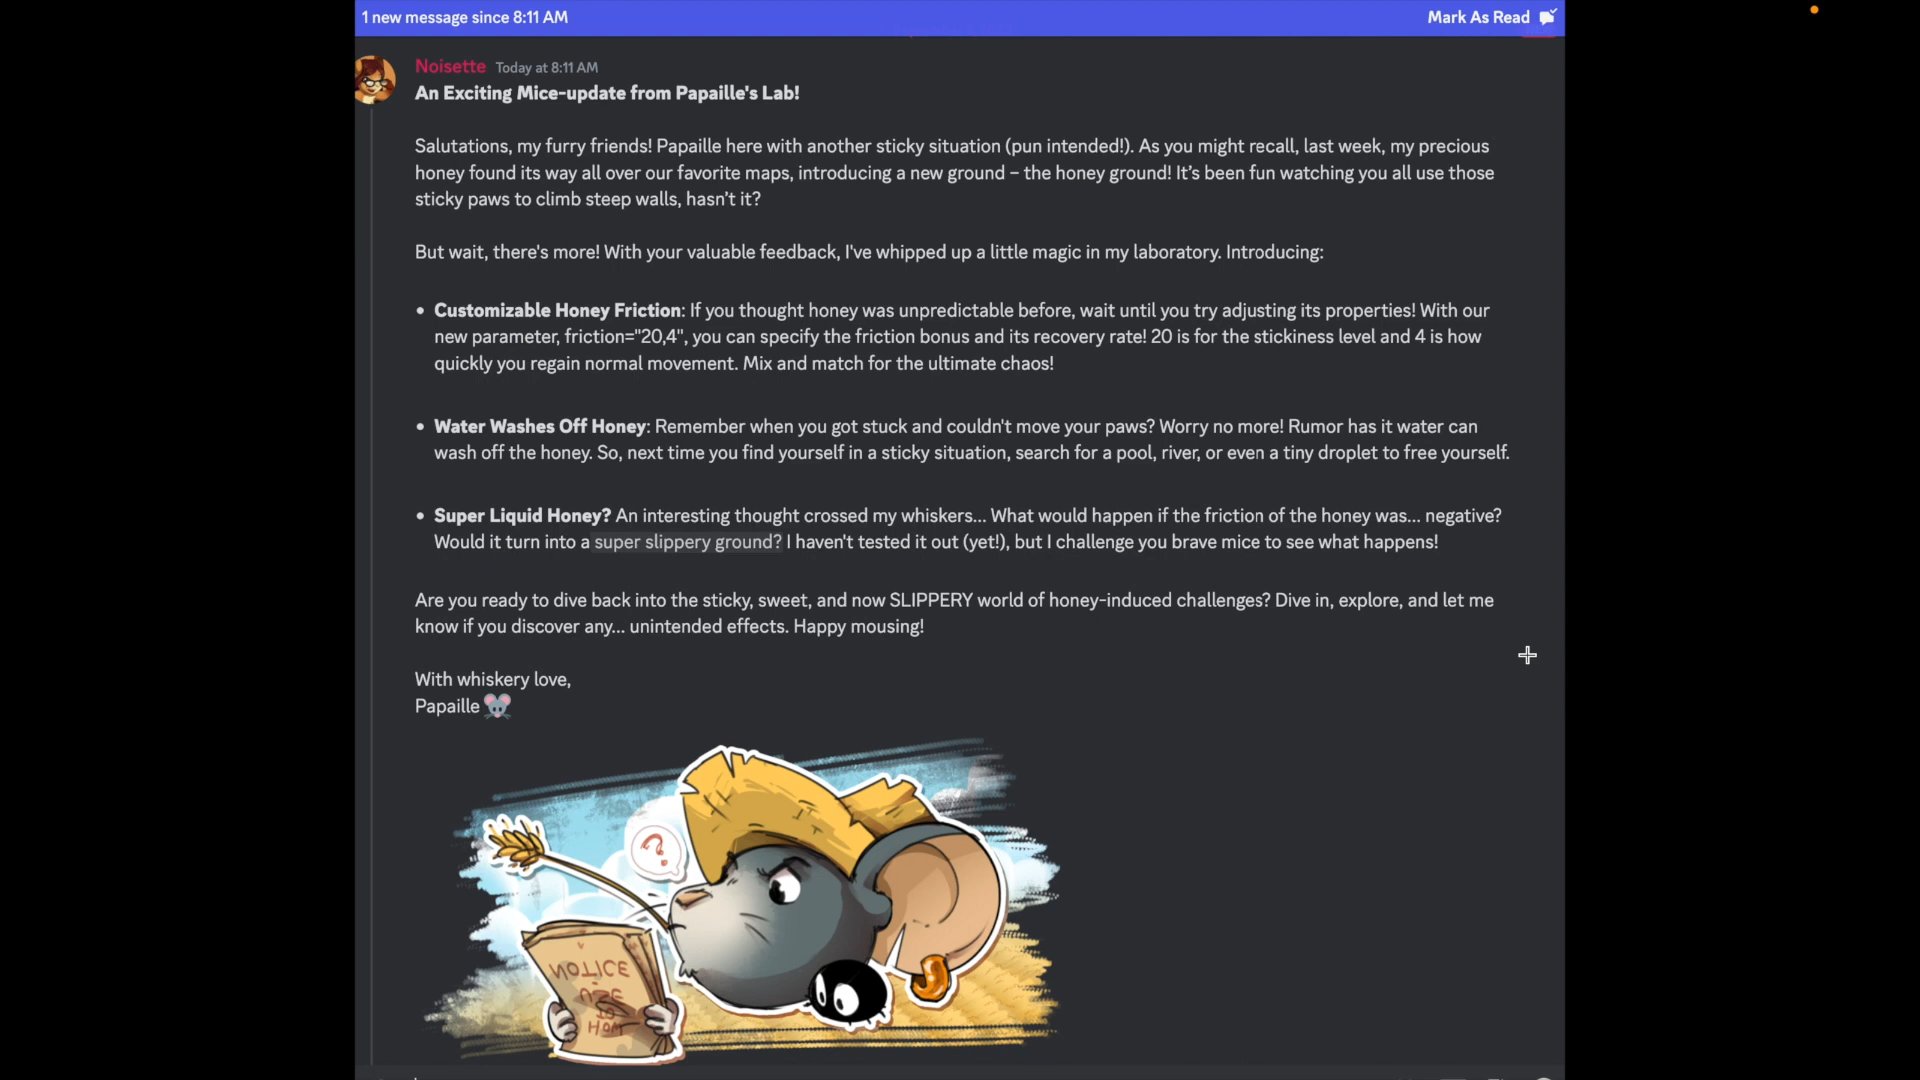 1 new message since 8:11 AM
Mark As Read
Noisette Today at 8:11 AM
An Exciting Mice-update from Papaille's Lab!
Salutations, my furry friends! Papaille here with another sticky situation (pun intended!). As you might recall, last week, my precious
honey found its way all over our favorite maps, introducing a new ground – the honey ground! It’s been fun watching you all use those
sticky paws to climb steep walls, hasn’t it?
But wait, there's more! With your valuable feedback, I've whipped up a little magic in my laboratory. Introducing:
• Customizable Honey Friction: If you thought honey was unpredictable before, wait until you try adjusting its properties! With our
new parameter, friction="20,4", you can specify the friction bonus and its recovery rate! 20 is for the stickiness level and 4 is how
quickly you regain normal movement. Mix and match for the ultimate chaos!
• Water Washes Off Honey: Remember when you got stuck and couldn't move your paws? Worry no more! Rumor has it water can
wash off the honey. So, next time you find yourself in a sticky situation, search for a pool, river, or even a tiny droplet to free yourself.
• Super Liquid Honey? An interesting thought crossed my whiskers... What would happen if the friction of the honey was... negative?
Would it turn into a super slippery ground? I haven't tested it out (yet!), but I challenge you brave mice to see what happens!
Are you ready to dive back into the sticky, sweet, and now SLIPPERY world of honey-induced challenges? Dive in, explore, and let me
know if you discover any... unintended effects. Happy mousing!
With whiskery love,
Papaille
?
NOTICE